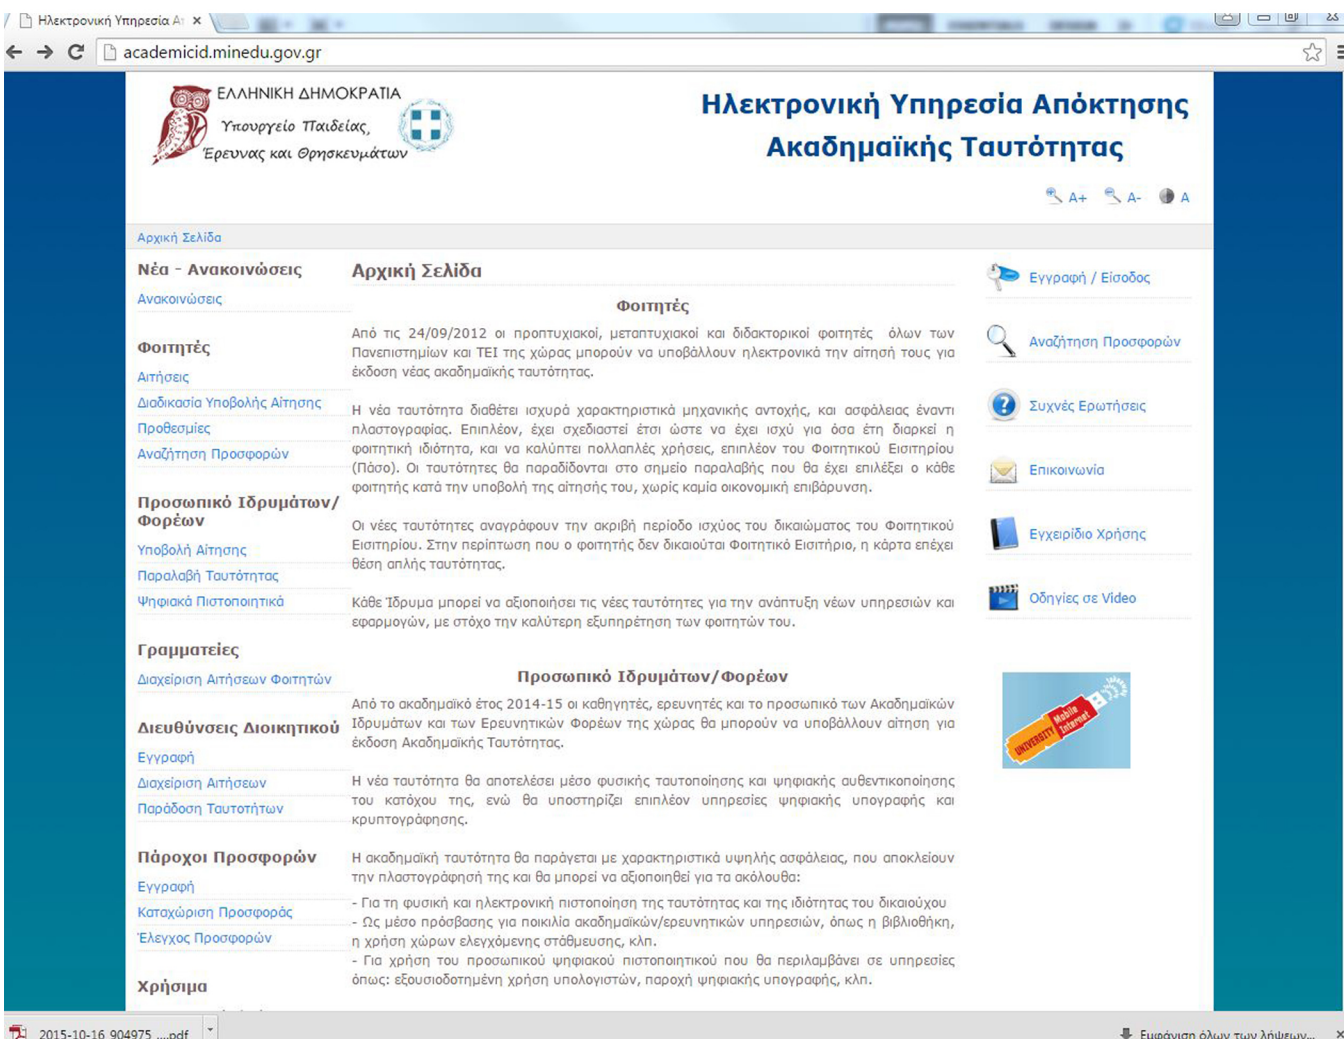 Ηλεκτρονική Υπηρεσία Απ
academicid.minedu.gov.gr
ΕΛΛΗΝΙΚΗ ΔΗΜΟΚΡΑΤΙΑ
Υπουργείο Παιδείας,
Έρευνας και Θρησκευμάτων
Ηλεκτρονική Υπηρεσία Απόκτησης
Ακαδημαϊκής Ταυτότητας
A+ A- A
Αρχική Σελίδα
Νέα - Ανακοινώσεις
Ανακοινώσεις
Φοιτητές
Αιτήσεις
Διαδικασία Υποβολής Αίτησης
Προθεσμίες
Αναζήτηση Προσφορών
Προσωπικό Ιδρυμάτων/
Φορέων
Υποβολή Αίτησης
Παραλαβή Ταυτότητας
Ψηφιακά Πιστοποιητικά
Γραμματείες
Διαχείριση Αιτήσεων Φοιτητών
Διευθύνσεις Διοικητικού
Εγγραφή
Διαχείριση Αιτήσεων
Παράδοση Ταυτοτήτων
Πάροχοι Προσφορών
Εγγραφή
Καταχώριση Προσφοράς
Έλεγχος Προσφορών
Χρήσιμα
Αρχική Σελίδα
Φοιτητές
Από τις 24/09/2012 οι προπτυχιακοί, μεταπτυχιακοί και διδακτορικοί φοιτητές όλων των
Πανεπιστημίων και ΤΕΙ της χώρας μπορούν να υποβάλλουν ηλεκτρονικά την αίτησή τους για
έκδοση νέας ακαδημαϊκής ταυτότητας.
Η νέα ταυτότητα διαθέτει ισχυρά χαρακτηριστικά μηχανικής αντοχής, και ασφάλειας έναντι
πλαστογραφίας. Επιπλέον, έχει σχεδιαστεί έτσι ώστε να έχει ισχύ για όσα έτη διαρκεί η
φοιτητική ιδιότητα, και να καλύπτει πολλαπλές χρήσεις, επιπλέον του Φοιτητικού Εισιτηρίου
(Πάσο). Οι ταυτότητες θα παραδίδονται στο σημείο παραλαβής που θα έχει επιλέξει ο κάθε
φοιτητής κατά την υποβολή της αίτησής του, χωρίς καμία οικονομική επιβάρυνση.
Οι νέες ταυτότητες αναγράφουν την ακριβή περίοδο ισχύος του δικαιώματος του Φοιτητικού
Εισιτηρίου. Στην περίπτωση που ο φοιτητής δεν δικαιούται Φοιτητικό Εισιτήριο, η κάρτα επέχει
θέση απλής ταυτότητας.
Κάθε Ίδρυμα μπορεί να αξιοποιήσει τις νέες ταυτότητες για την ανάπτυξη νέων υπηρεσιών και
εφαρμογών, με στόχο την καλύτερη εξυπηρέτηση των φοιτητών του.
Προσωπικό Ιδρυμάτων/Φορέων
Από το ακαδημαϊκό έτος 2014-15 οι καθηγητές, ερευνητές και το προσωπικό των Ακαδημαϊκών
Ιδρυμάτων και των Ερευνητικών Φορέων της χώρας θα μπορούν να υποβάλλουν αίτηση για
έκδοση Ακαδημαϊκής Ταυτότητας.
Η νέα ταυτότητα θα αποτελέσει μέσο φυσικής ταυτοποίησης και ψηφιακής αυθεντικοποίησης
του κατόχου της, ενώ θα υποστηρίζει επιπλέον υπηρεσίες ψηφιακής υπογραφής και
κρυπτογράφησης.
Η ακαδημαϊκή ταυτότητα θα παράγεται με χαρακτηριστικά υψηλής ασφάλειας, που αποκλείουν
την πλαστογράφησή της και θα μπορεί να αξιοποιηθεί για τα ακόλουθα:
- Για τη φυσική και ηλεκτρονική πιστοποίηση της ταυτότητας και της ιδιότητας του δικαιούχου
- Ως μέσο πρόσβασης για ποικιλία ακαδημαϊκών/ερευνητικών υπηρεσιών, όπως η βιβλιοθήκη,
η χρήση χώρων ελεγχόμενης στάθμευσης, κλπ.
- Για χρήση του προσωπικού ψηφιακού πιστοποιητικού που θα περιλαμβάνει σε υπηρεσίες
όπως: εξουσιοδοτημένη χρήση υπολογιστών, παροχή ψηφιακής υπογραφής, κλπ.
Εγγραφή / Είσοδος
Αναζήτηση Προσφορών
Συχνές Ερωτήσεις
Επικοινωνία
Εγχειρίδιο Χρήσης
Οδηγίες σε Video
UNIVERSITY Mobile
Internet
2015-10-16_904975_....pdf
Εμφάνιση όλων των λήψεων...